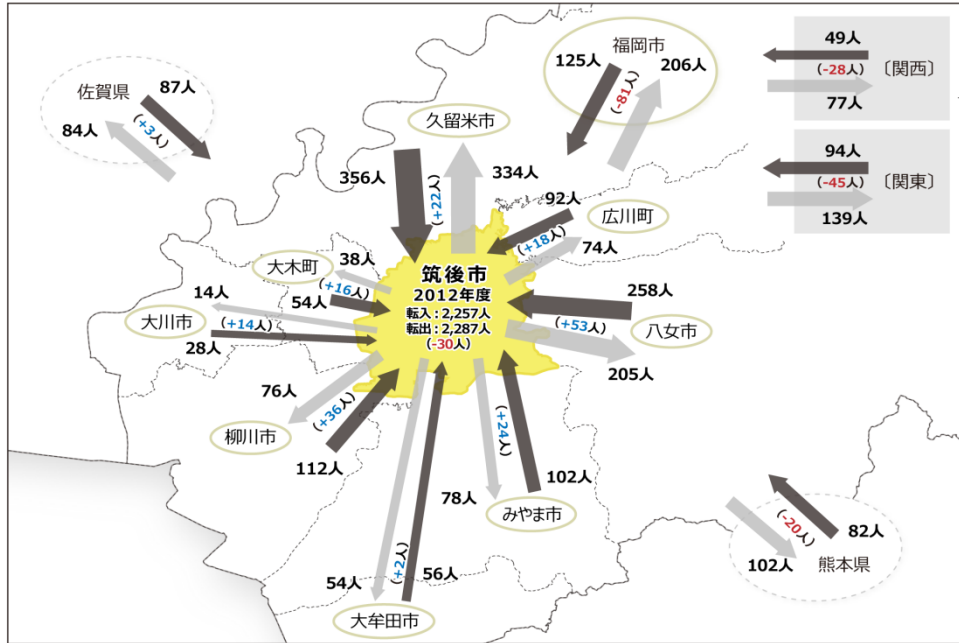 佐賀県
87人
84人
(+3人)
久留米市
356人
(+22人)
334人
福岡市
125人
206人
(-81人)
49人
(-28人)
〔関西〕
77人
94人
(-45人)
〔関東〕
139人
92人
(+18人)
広川町
74人
大木町
38人
(+16人)
54人
筑後市
2012年度
転入:2,257人
転出:2,287人
(-30人)
258人
(+53人)
八女市
205人
14人
(+14人)
大川市
28人
76人
(+36人)
柳川市
112人
(+24人)
102人
78人
みやま市
54人
(+2人)
56人
大牟田市
(-20人)
82人
102人
熊本県